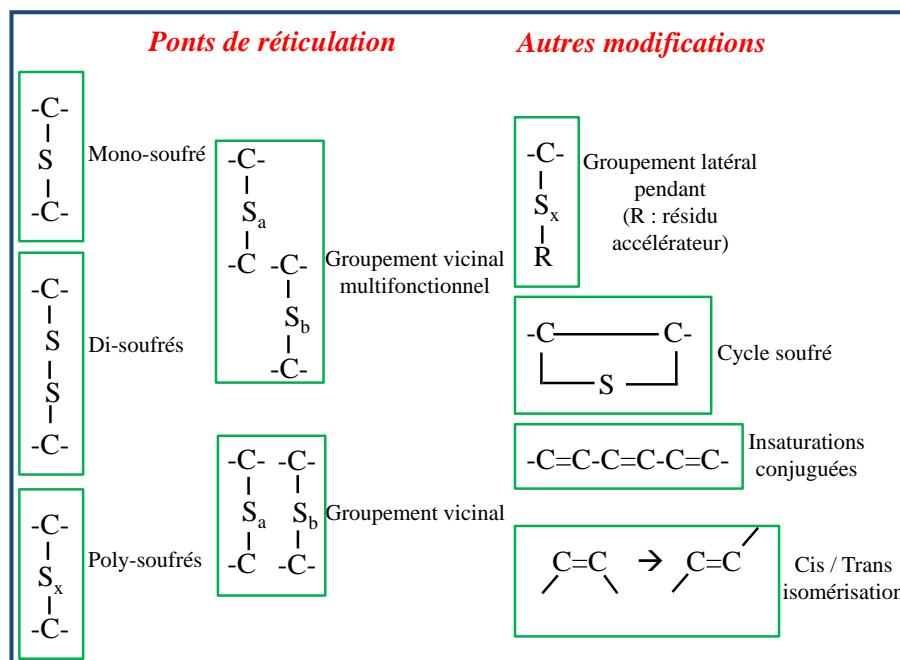 Ponts de réticulation
-C-
S
-C-
Mono-soufré
-C-
S
S
-C-
Di-soufrés
-C-
Sx
-C-
Poly-soufrés
-C-
Sa
-C -C-
Sb
-C-
Groupement vicinal
multifonctionnel
-C- -C-
Sa Sb
-C -C-
Groupement vicinal
Autres modifications
-C-
Sx
R
Groupement latéral
pendant
(R : résidu
accélérateur)
-C C-
S
Cycle soufré
-C=C-C=C-C=C-
Insaturations
conjuguées
C=C → C=C
Cis / Trans
isomérisation